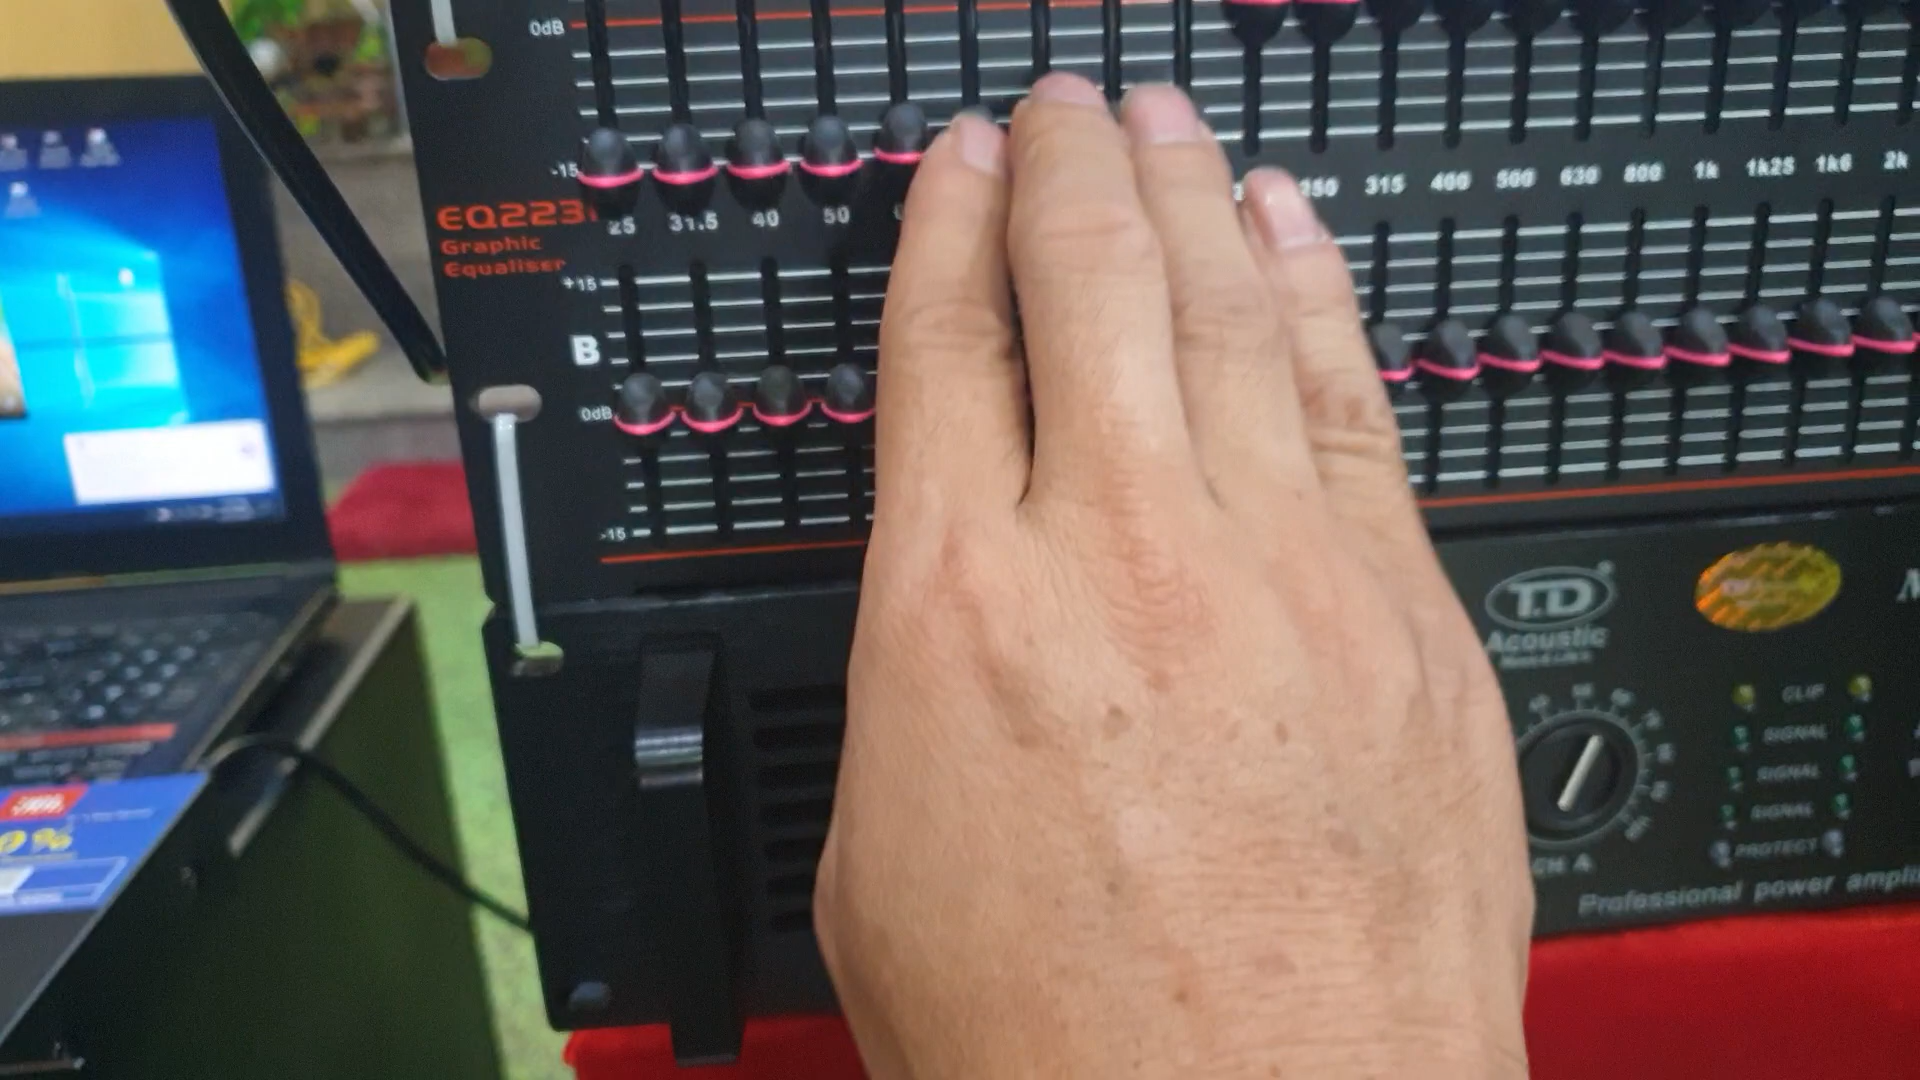 0dB
-15
EQ223
Graphic
Equaliser
25 31.5 40 50
250 315 400 500 630 800 1k 1k25 1k6 2k
+15
B
0dB
-15
T.D
Acoustic
CLIP
SIGNAL
SIGNAL
SIGNAL
PROTECT
CH A
Professional power
JBL